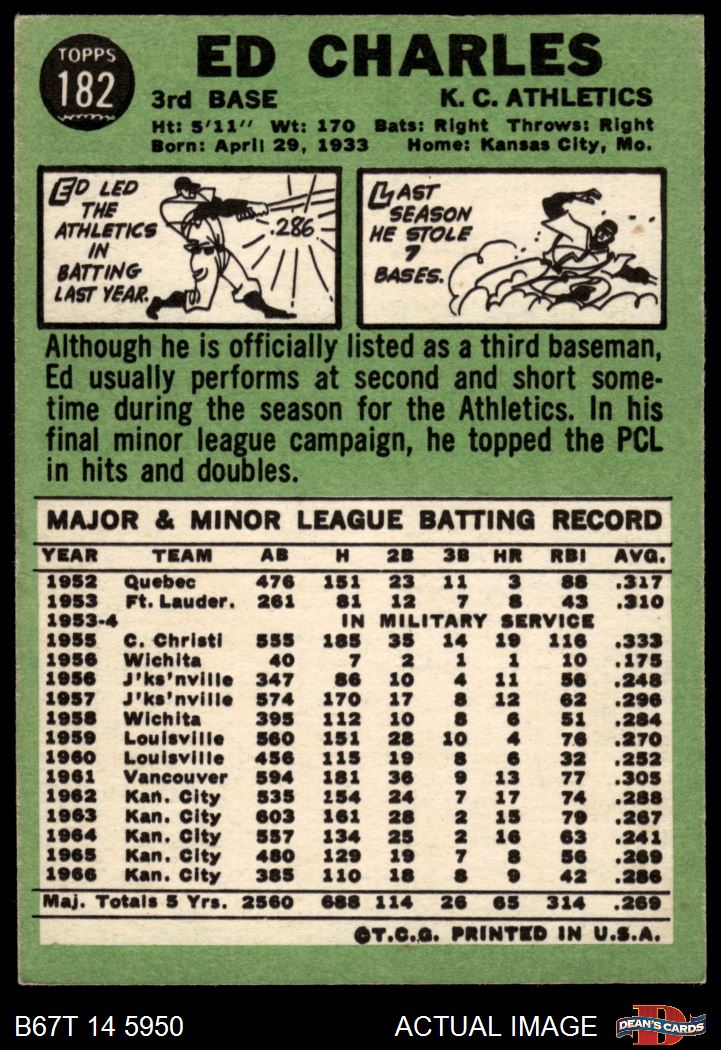 TOPPS
182
ED CHARLES
3rd BASE K. C. ATHLETICS
Ht: 5'11" Wt: 170 Bats: Right Throws: Right
Born: April 29, 1933 Home: Kansas City, Mo.
ED LED
THE
ATHLETICS
IN
BATTING
LAST YEAR.
.286
LAST
SEASON
HE STOLE
7
BASES.
Although he is officially listed as a third baseman,
Ed usually performs at second and short some-
time during the season for the Athletics. In his
final minor league campaign, he topped the PCL
in hits and doubles.
MAJOR & MINOR LEAGUE BATTING RECORD
YEAR TEAM AB H 2B 3B HR RBI AVG.
1952 Quebec 476 151 23 11 3 88 .317
1953 Ft. Lauder. 261 81 12 7 8 43 .310
1953-4 IN MILITARY SERVICE
1955 C. Christi 555 185 35 14 19 116 .333
1956 Wichita 40 7 2 1 1 10 .175
1956 J'ks'nville 347 86 10 4 11 56 .248
1957 J'ks'nville 574 170 17 8 12 62 .296
1958 Wichita 395 112 10 8 6 51 .284
1959 Louisville 560 151 28 10 4 76 .270
1960 Louisville 456 115 19 8 6 32 .252
1961 Vancouver 594 181 36 9 13 77 .305
1962 Kan. City 535 154 24 7 17 74 .288
1963 Kan. City 603 161 28 2 15 79 .267
1964 Kan. City 557 134 25 2 16 63 .241
1965 Kan. City 480 129 19 7 8 56 .269
1966 Kan. City 385 110 18 8 9 42 .286
Maj. Totals 5 Yrs. 2560 688 114 26 65 314 .269
©T.C.G. PRINTED IN U.S.A.
B67T 14 5950 ACTUAL IMAGE
D
DEAN'S CARDS